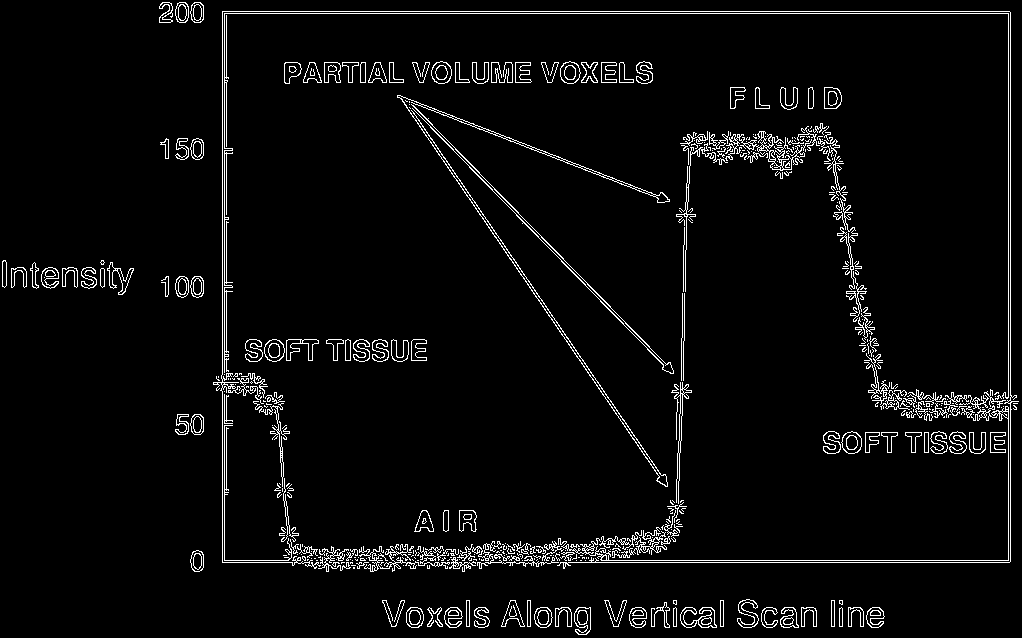 200
PARTIAL VOLUME VOXELS
FLUID
150
Intensity
100
SOFT TISSUE
50
SOFT TISSUE
AIR
0
Voxels Along Vertical Scan line